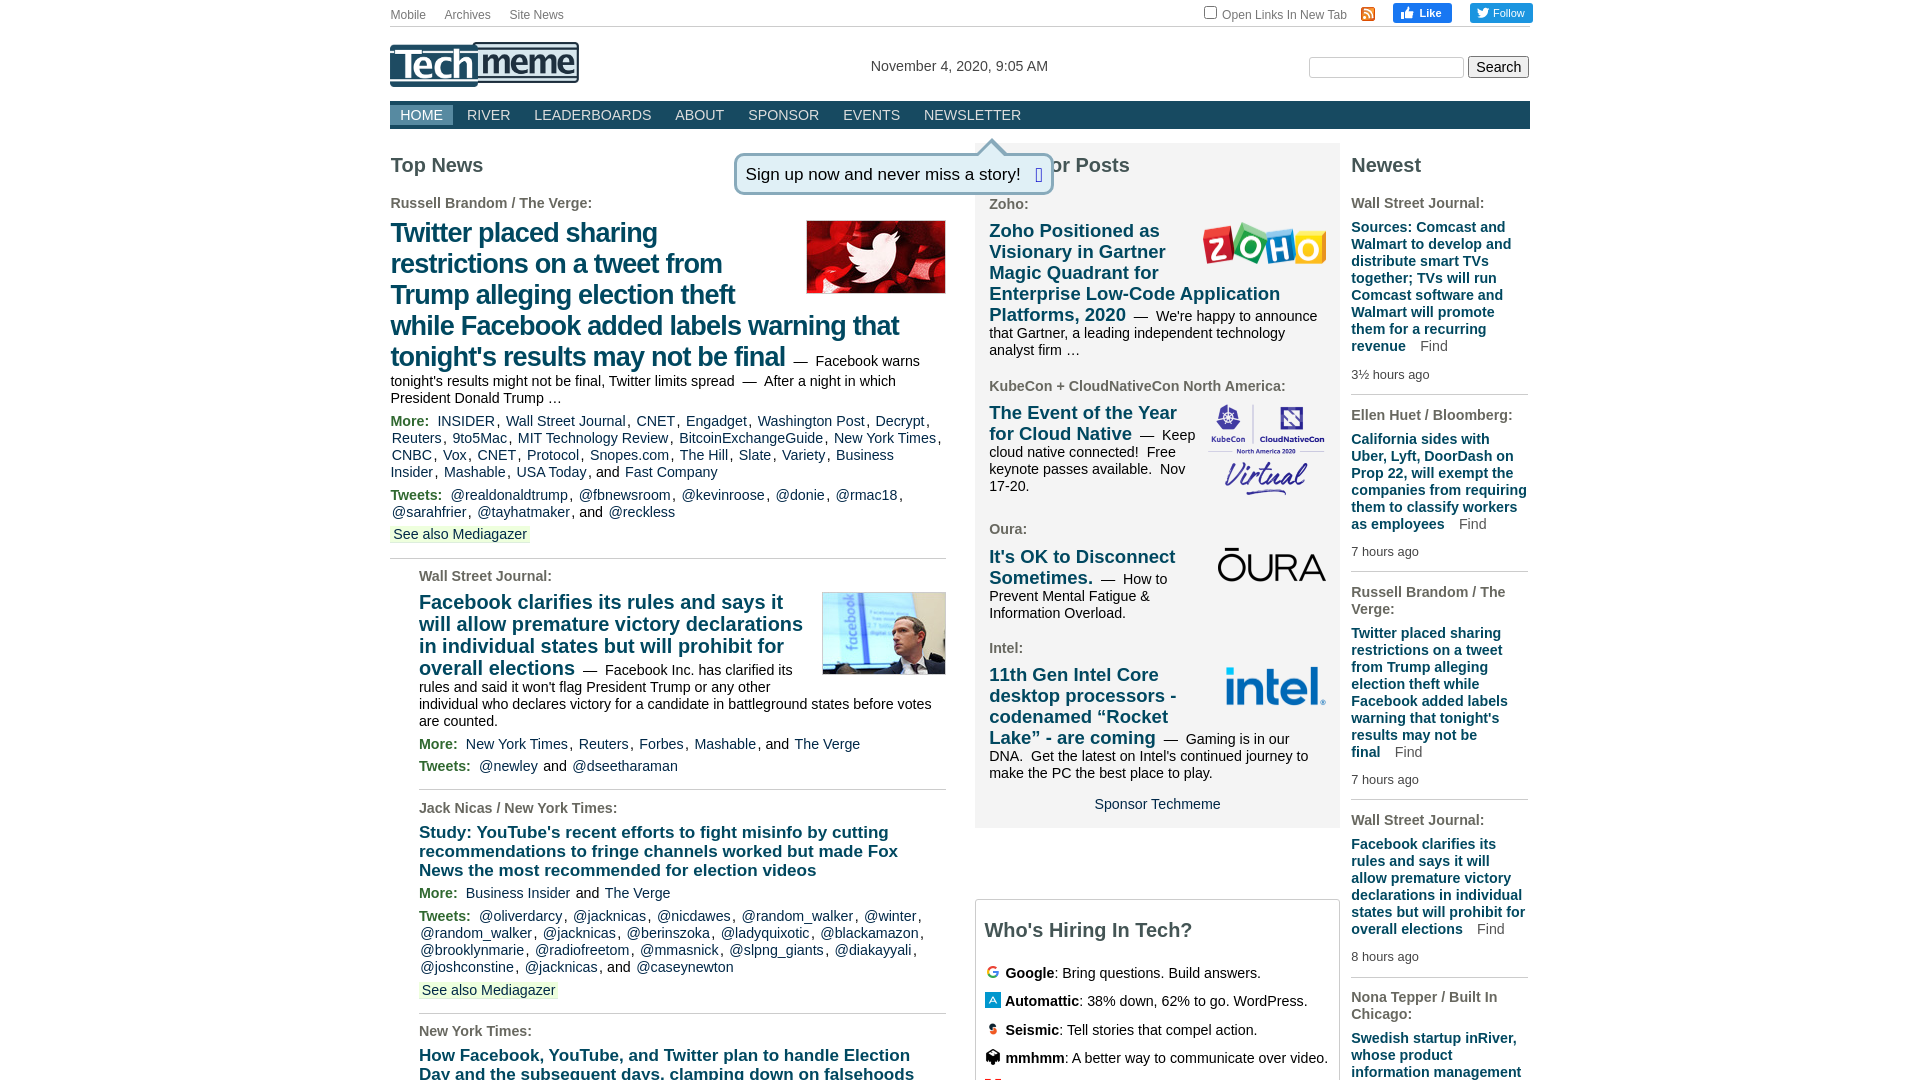 Mobile Archives Site News
Open Links In New Tab
Like
Follow
Techmeme
November 4, 2020, 9:05 AM
Search
HOME RIVER LEADERBOARDS ABOUT SPONSOR EVENTS NEWSLETTER
Sign up now and never miss a story!
Top News
Russell Brandom / The Verge:
Twitter placed sharing
restrictions on a tweet from
Trump alleging election theft
while Facebook added labels warning that
tonight's results may not be final — Facebook warns
tonight's results might not be final, Twitter limits spread — After a night in which
President Donald Trump …
More: INSIDER, Wall Street Journal, CNET, Engadget, Washington Post, Decrypt,
Reuters, 9to5Mac, MIT Technology Review, BitcoinExchangeGuide, New York Times,
CNBC, Vox, CNET, Protocol, Snopes.com, The Hill, Slate, Variety, Business
Insider, Mashable, USA Today, and Fast Company
Tweets: @realdonaldtrump, @fbnewsroom, @kevinroose, @donie, @rmac18,
@sarahfrier, @tayhatmaker, and @reckless
See also Mediagazer
Wall Street Journal:
Facebook clarifies its rules and says it
will allow premature victory declarations
in individual states but will prohibit for
overall elections — Facebook Inc. has clarified its
rules and said it won't flag President Trump or any other
individual who declares victory for a candidate in battleground states before votes
are counted.
facebook
More: New York Times, Reuters, Forbes, Mashable, and The Verge
Tweets: @newley and @dseetharaman
Jack Nicas / New York Times:
Study: YouTube's recent efforts to fight misinfo by cutting
recommendations to fringe channels worked but made Fox
News the most recommended for election videos
More: Business Insider and The Verge
Tweets: @oliverdarcy, @jacknicas, @nicdawes, @random_walker, @winter,
@random_walker, @jacknicas, @berinszoka, @ladyquixotic, @blackamazon,
@brooklynmarie, @radiofreetom, @mmasnick, @slpng_giants, @diakayyali,
@joshconstine, @jacknicas, and @caseynewton
See also Mediagazer
New York Times:
How Facebook, YouTube, and Twitter plan to handle Election
Day and the subsequent days, clamping down on falsehoods
or Posts
Zoho:
Zoho Positioned as
Visionary in Gartner
Magic Quadrant for
Enterprise Low-Code Application
Platforms, 2020 — We're happy to announce
that Gartner, a leading independent technology
analyst firm …
ZOHO
KubeCon + CloudNativeCon North America:
The Event of the Year
for Cloud Native — Keep
cloud native connected! Free
keynote passes available. Nov
17-20.
KubeCon CloudNativeCon
North America 2020
Virtual
Oura:
It's OK to Disconnect
Sometimes. — How to
Prevent Mental Fatigue &
Information Overload.
ŌURA
Intel:
11th Gen Intel Core
desktop processors -
codenamed “Rocket
Lake” - are coming — Gaming is in our
DNA. Get the latest on Intel's continued journey to
make the PC the best place to play.
intel.
Sponsor Techmeme
Who's Hiring In Tech?
Google: Bring questions. Build answers.
Automattic: 38% down, 62% to go. WordPress.
Seismic: Tell stories that compel action.
mmhmm: A better way to communicate over video.
Newest
Wall Street Journal:
Sources: Comcast and
Walmart to develop and
distribute smart TVs
together; TVs will run
Comcast software and
Walmart will promote
them for a recurring
revenue Find
3½ hours ago
Ellen Huet / Bloomberg:
California sides with
Uber, Lyft, DoorDash on
Prop 22, will exempt the
companies from requiring
them to classify workers
as employees Find
7 hours ago
Russell Brandom / The
Verge:
Twitter placed sharing
restrictions on a tweet
from Trump alleging
election theft while
Facebook added labels
warning that tonight's
results may not be
final Find
7 hours ago
Wall Street Journal:
Facebook clarifies its
rules and says it will
allow premature victory
declarations in individual
states but will prohibit for
overall elections Find
8 hours ago
Nona Tepper / Built In
Chicago:
Swedish startup inRiver,
whose product
information management